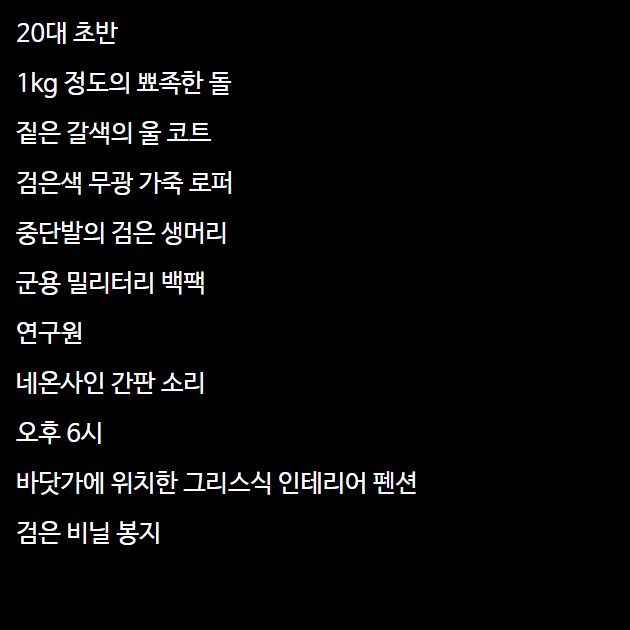 20대 초반
1kg 정도의 뾰족한 돌
짙은 갈색의 울 코트
검은색 무광 가죽 로퍼
중단발의 검은 생머리
군용 밀리터리 백팩
연구원
네온사인 간판 소리
오후 6시
바닷가에 위치한 그리스식 인테리어 펜션
검은 비닐 봉지